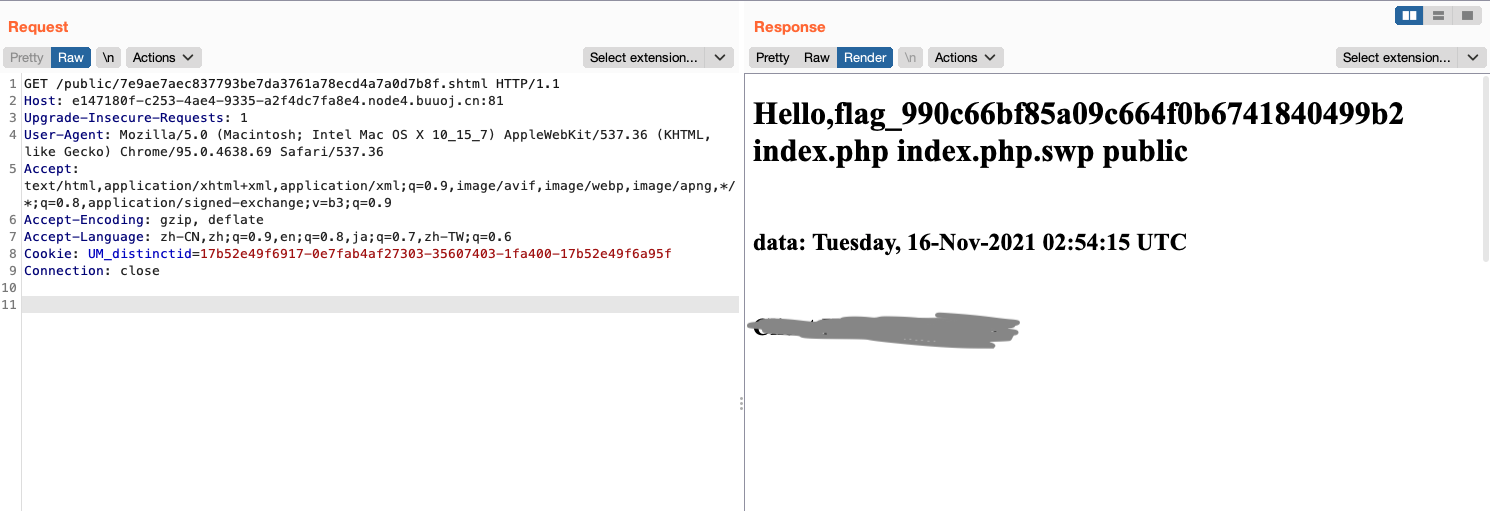 Request
Response
Pretty Raw \n Actions
Select extension...
Pretty Raw Render \n Actions
Select extension...
1 GET /public/7e9ae7aec837793be7da3761a78ecd4a7a0d7b8f.shtml HTTP/1.1
2 Host: e147180f-c253-4ae4-9335-a2f4dc7fa8e4.node4.buuoj.cn:81
3 Upgrade-Insecure-Requests: 1
4 User-Agent: Mozilla/5.0 (Macintosh; Intel Mac OS X 10_15_7) AppleWebKit/537.36 (KHTML,
like Gecko) Chrome/95.0.4638.69 Safari/537.36
5 Accept:
text/html,application/xhtml+xml,application/xml;q=0.9,image/avif,image/webp,image/apng,*/
*;q=0.8,application/signed-exchange;v=b3;q=0.9
6 Accept-Encoding: gzip, deflate
7 Accept-Language: zh-CN,zh;q=0.9,en;q=0.8,ja;q=0.7,zh-TW;q=0.6
8 Cookie: UM_distinctid=17b52e49f6917-0e7fab4af27303-35607403-1fa400-17b52e49f6a95f
9 Connection: close
10
11
Hello,flag_990c66bf85a09c664f0b6741840499b2
index.php index.php.swp public
data: Tuesday, 16-Nov-2021 02:54:15 UTC